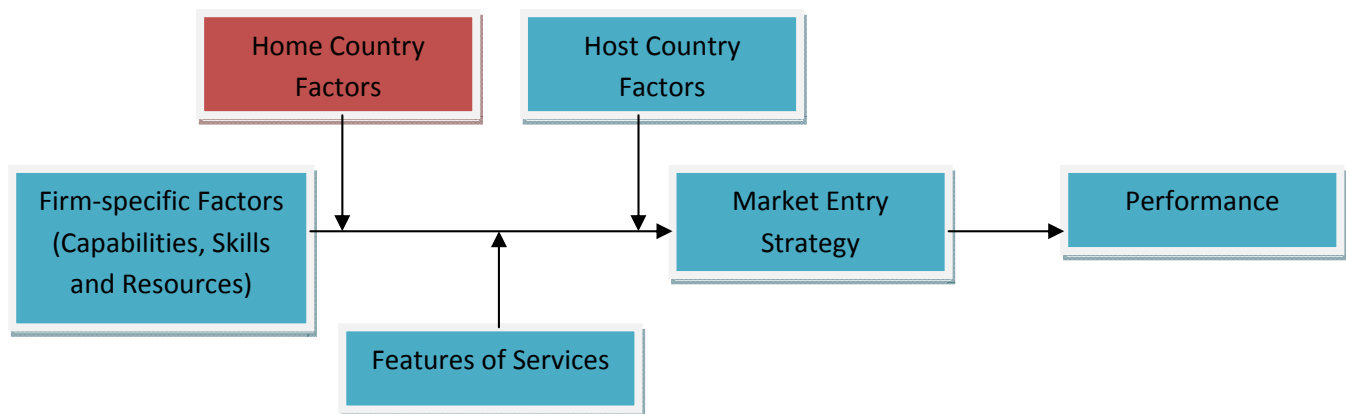 Home Country
Factors
Host Country
Factors
Firm-specific Factors
(Capabilities, Skills
and Resources)
Market Entry
Strategy
Performance
Features of Services